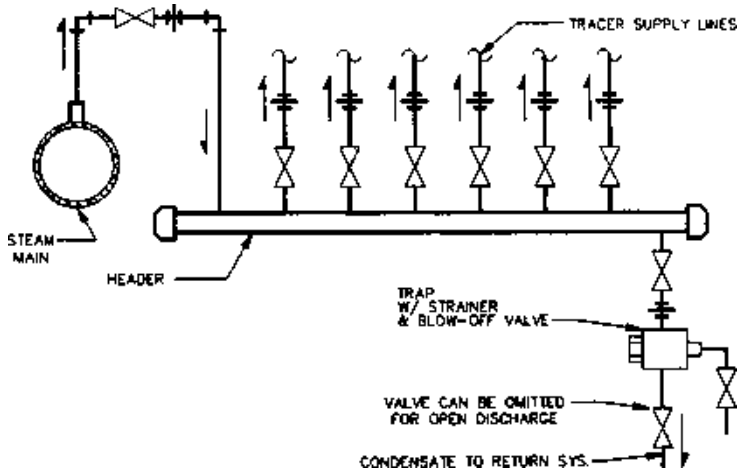 TRACER SUPPLY LINES
STEAM
MAIN
HEADER
TRAP
W/ STRAINER
& BLOW-OFF VALVE
VALVE CAN BE OMITTED
FOR OPEN DISCHARGE
CONDENSATE TO RETURN SYS.